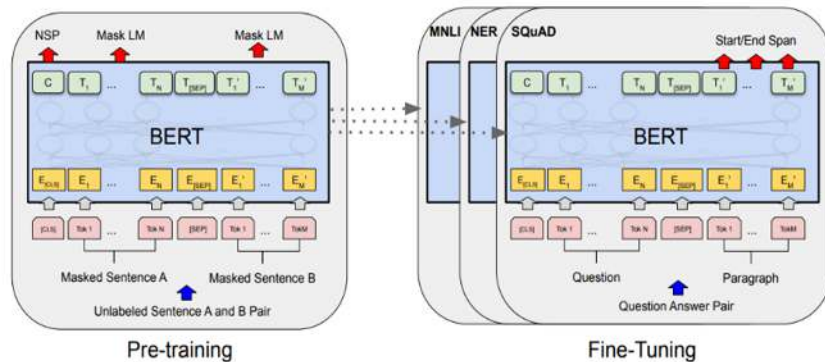 NSP Mask LM Mask LM
C T1 ... TN T[SEP] T1' ... TM'
BERT
E[CLS] E1 ... EN E[SEP] E1' ... EM'
[CLS] Tok 1 ... Tok N [SEP] Tok 1 ... TokM
Masked Sentence A Masked Sentence B
Unlabeled Sentence A and B Pair
Pre-training
MNLI NER SQuAD
Start/End Span
C T1 ... TN T[SEP] T1' ... TM'
BERT
E[CLS] E1 ... EN E[SEP] E1' ... EM'
[CLS] Tok 1 ... Tok N [SEP] Tok 1 ... TokM
Question Paragraph
Question Answer Pair
Fine-Tuning